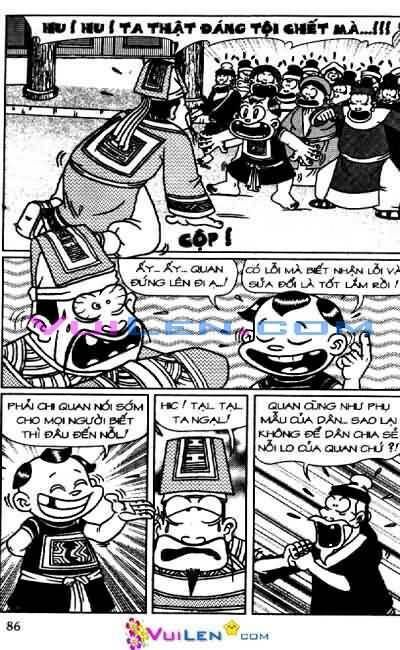 HU! HU! TA THẬT ĐÁNG TỘI CHẾT MÀ...!!!
CỘP!
ẤY... ẤY... QUAN
ĐỨNG LÊN ĐI Ạ...!
CÓ LỖI MÀ BIẾT NHẬN LỖI VÀ
SỬA ĐỔI LÀ TỐT LẮM RỒI!
VUILEN.COM
PHẢI CHI QUAN NÓI SỚM
CHO MỌI NGƯỜI BIẾT
THÌ ĐÂU ĐẾN NỖI...!
HIC! TẠI... TẠI...
TA NGẠI...!
QUAN CŨNG NHƯ PHỤ
MẪU CỦA DÂN... SAO LẠI
KHÔNG ĐỂ DÂN CHIA SẺ
NỖI LO CỦA QUAN CHỨ?!
86
VUILEN.COM